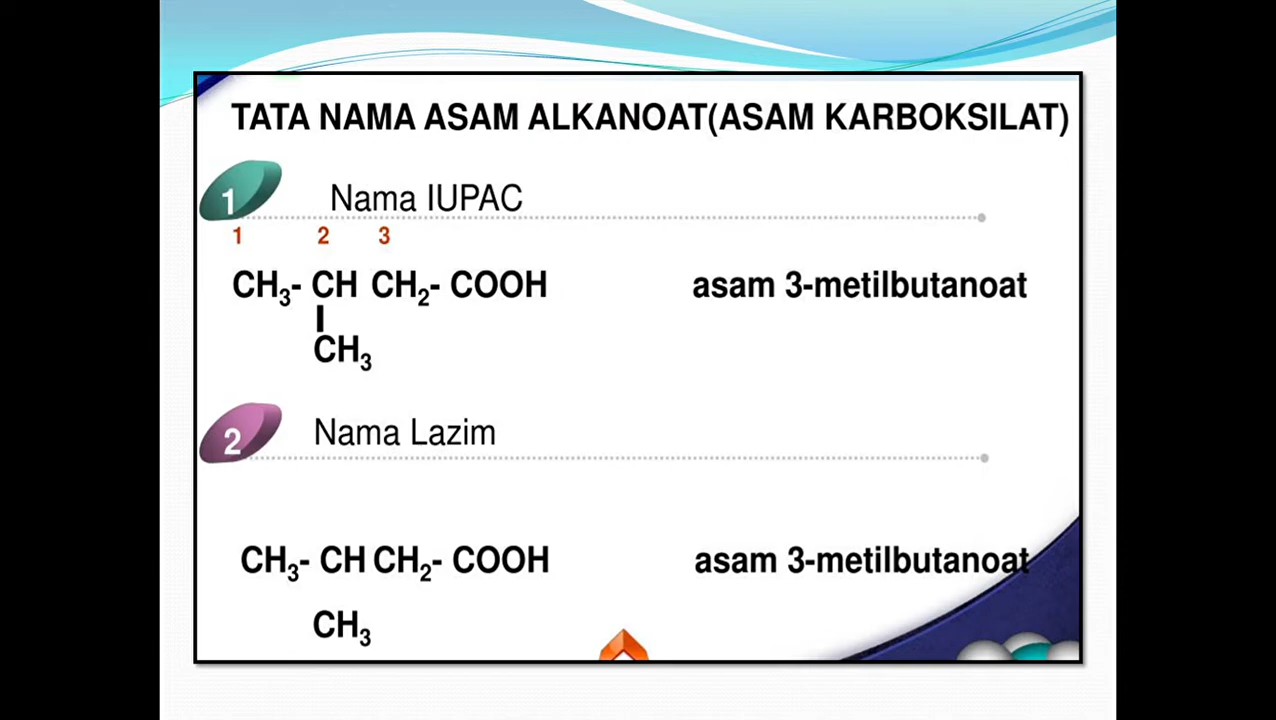 TATA NAMA ASAM ALKANOAT(ASAM KARBOKSILAT)
1 Nama IUPAC
1 2 3
CH₃- CH CH₂- COOH asam 3-metilbutanoat
CH₃
2 Nama Lazim
CH₃- CH CH₂- COOH asam 3-metilbutanoat
CH₃